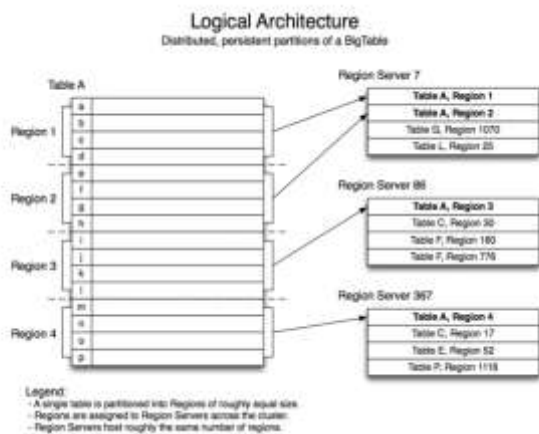 Logical Architecture
Distributed, persistent partitions of a BigTable
Table A
a
b
c
d
e
f
g
h
i
j
k
l
m
n
o
p
Region 1
Region 2
Region 3
Region 4
Region Server 7
Table A, Region 1
Table A, Region 2
Table G, Region 1070
Table L, Region 25
Region Server 86
Table A, Region 3
Table C, Region 30
Table F, Region 160
Table F, Region 776
Region Server 367
Table A, Region 4
Table C, Region 17
Table E, Region 52
Table P, Region 1116
Legend:
- A single table is partitioned into Regions of roughly equal size.
- Regions are assigned to Region Servers across the cluster.
- Region Servers host roughly the same number of regions.